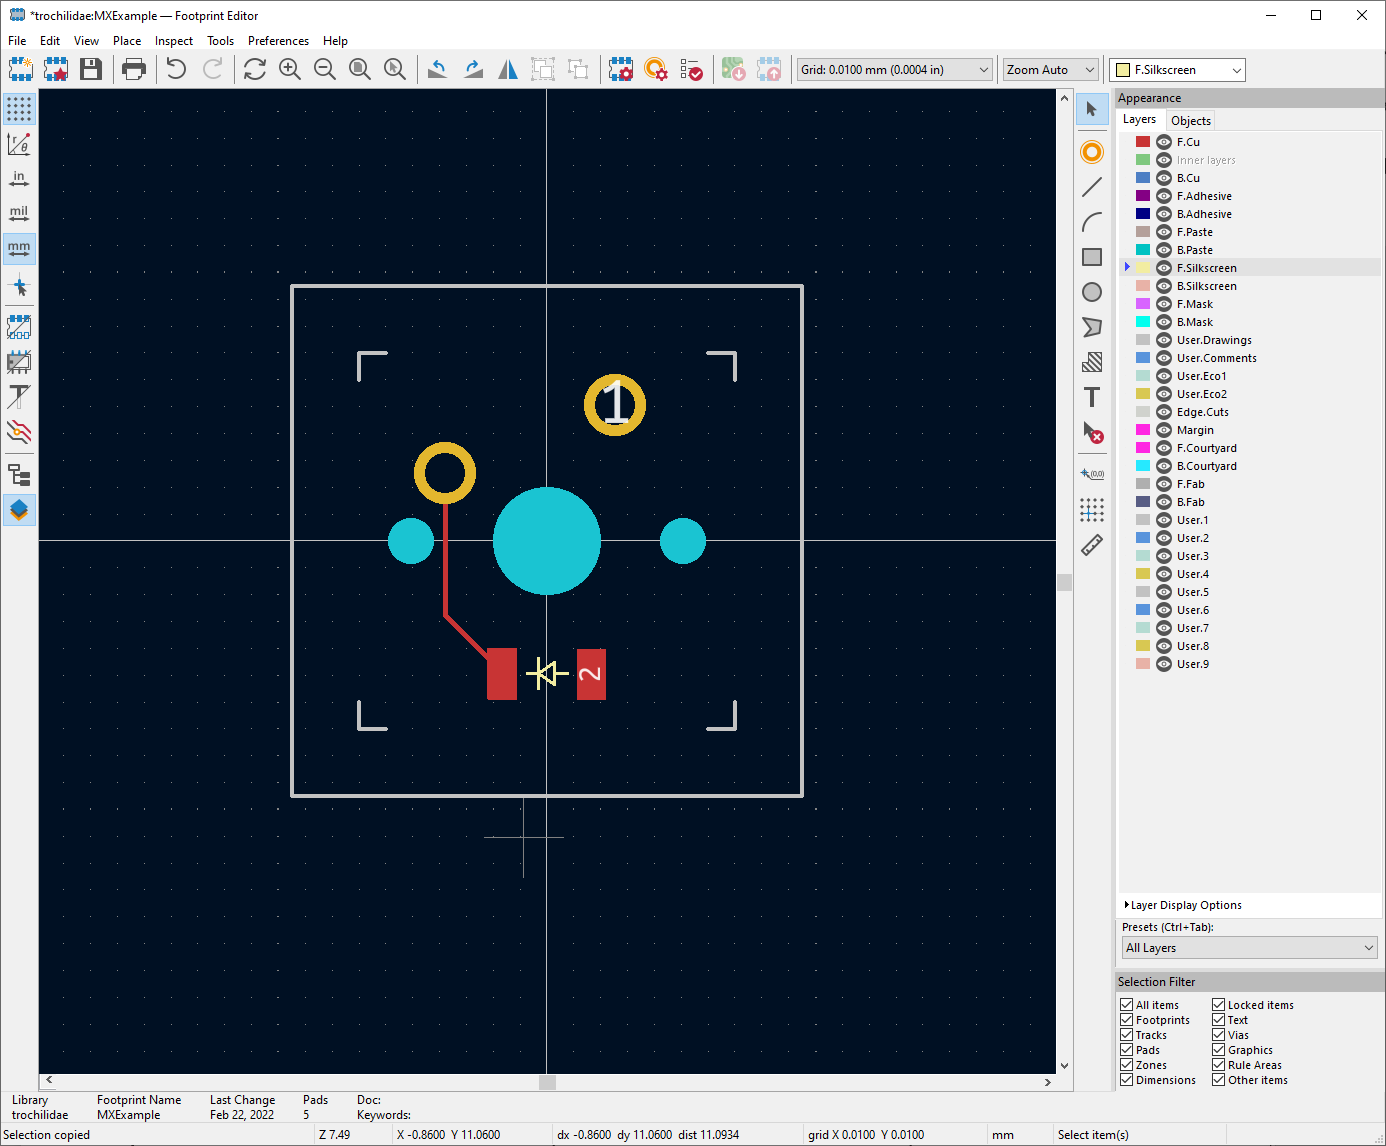 *trochilidae:MXExample — Footprint Editor
File Edit View Place Inspect Tools Preferences Help
Grid: 0.0100 mm (0.0004 in) Zoom Auto F.Silkscreen
r θ
in
mil
mm
1
2
T
(0,0)
Appearance
Layers Objects
F.Cu
Inner layers
B.Cu
F.Adhesive
B.Adhesive
F.Paste
B.Paste
F.Silkscreen
B.Silkscreen
F.Mask
B.Mask
User.Drawings
User.Comments
User.Eco1
User.Eco2
Edge.Cuts
Margin
F.Courtyard
B.Courtyard
F.Fab
B.Fab
User.1
User.2
User.3
User.4
User.5
User.6
User.7
User.8
User.9
Layer Display Options
Presets (Ctrl+Tab):
All Layers
Selection Filter
All items Locked items
Footprints Text
Tracks Vias
Pads Graphics
Zones Rule Areas
Dimensions Other items
Library Footprint Name Last Change Pads Doc:
trochilidae MXExample Feb 22, 2022 5 Keywords:
Selection copied Z 7.49 X -0.8600 Y 11.0600 dx -0.8600 dy 11.0600 dist 11.0934 grid X 0.0100 Y 0.0100 mm Select item(s)